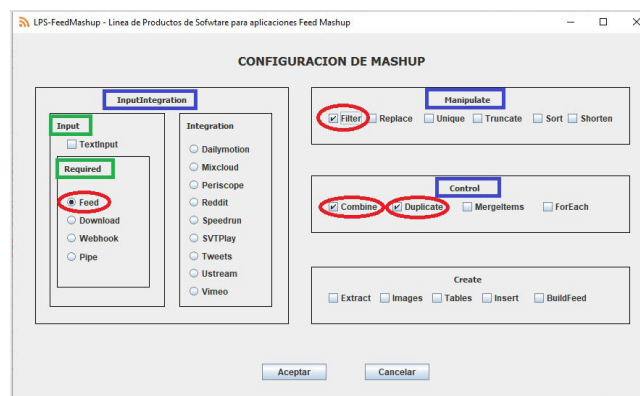 LPS-FeedMashup - Linea de Productos de Sofwtare para aplicaciones Feed Mashup
CONFIGURACION DE MASHUP
InputIntegration
Input
TextInput
Required
Feed
Download
Webhook
Pipe
Integration
Dailymotion
Mixcloud
Periscope
Reddit
Speedrun
SVTPlay
Tweets
Ustream
Vimeo
Manipulate
Filter Replace Unique Truncate Sort Shorten
Control
Combine Duplicate MergeItems ForEach
Create
Extract Images Tables Insert BuildFeed
Aceptar Cancelar